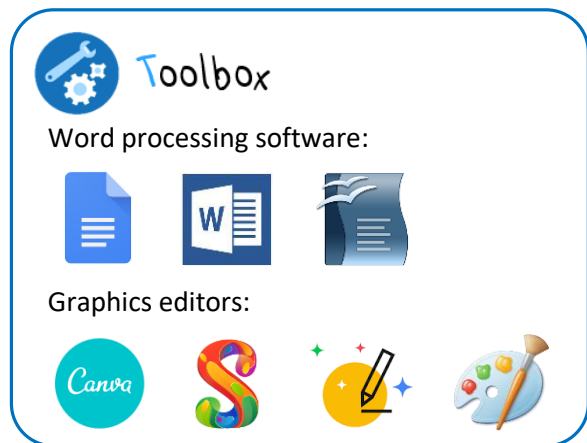 Toolbox
Word processing software:
W
Graphics editors:
Canva
S